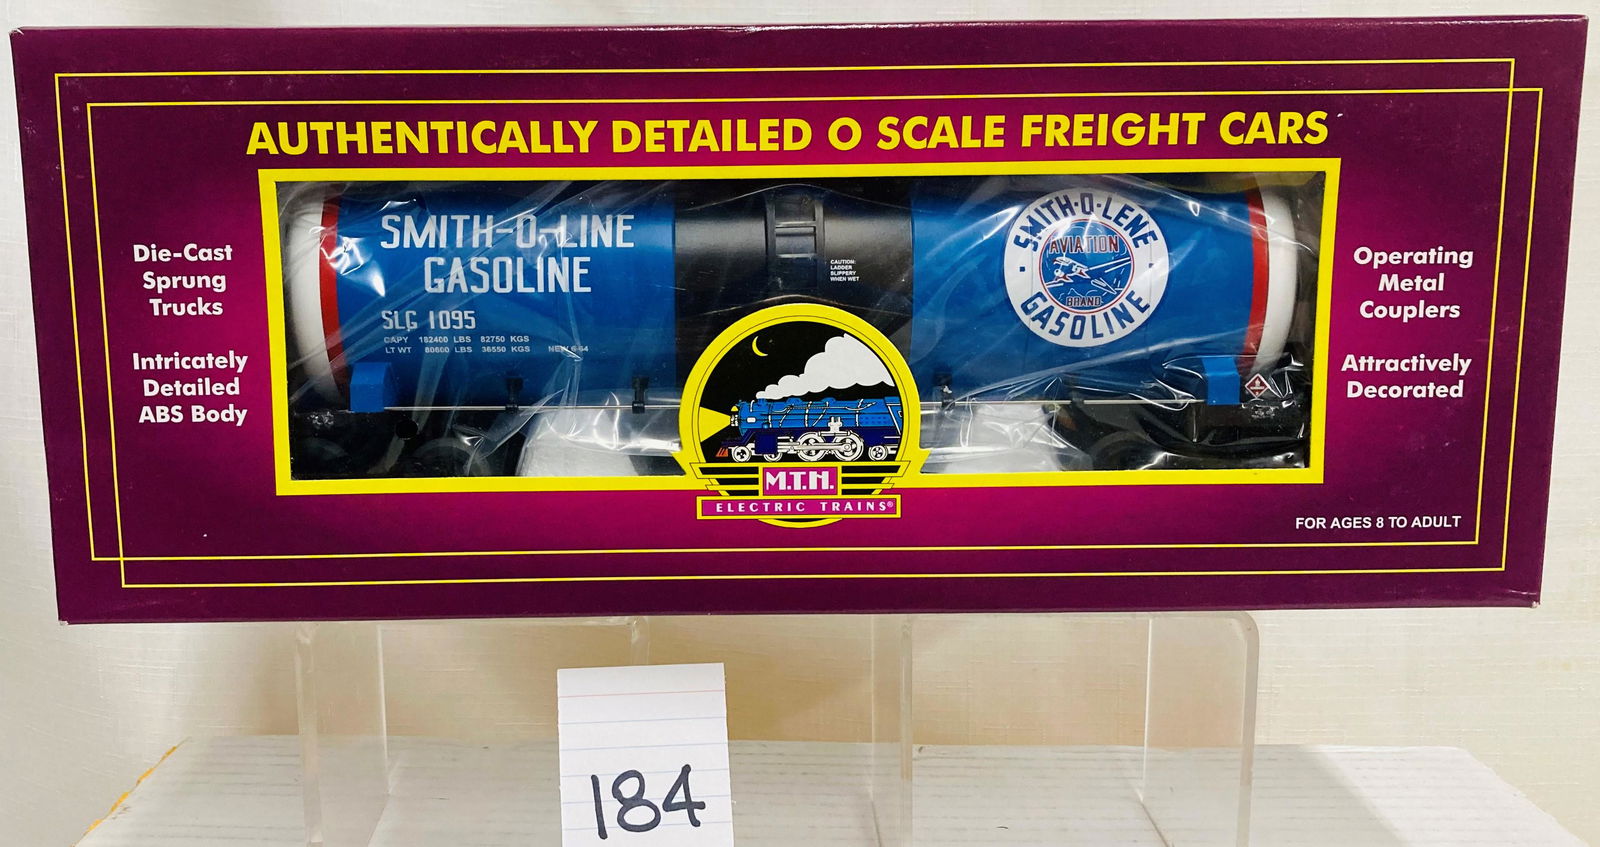 AUTHENTICALLY DETAILED O SCALE FREIGHT CARS
Die-Cast
Sprung
Trucks
Intricately
Detailed
ABS Body
SMITH-O-LINE
GASOLINE
SLG 1095
CAPY 182400 LBS 82750 KGS
LT WT 80600 LBS 36550 KGS NEW 6-64
CAUTION:
LADDER
SLIPPERY
WHEN WET
SMITH-O-LENE
AVIATION
BRAND
GASOLINE
Operating
Metal
Couplers
Attractively
Decorated
M.T.H.
ELECTRIC TRAINS®
FOR AGES 8 TO ADULT
184